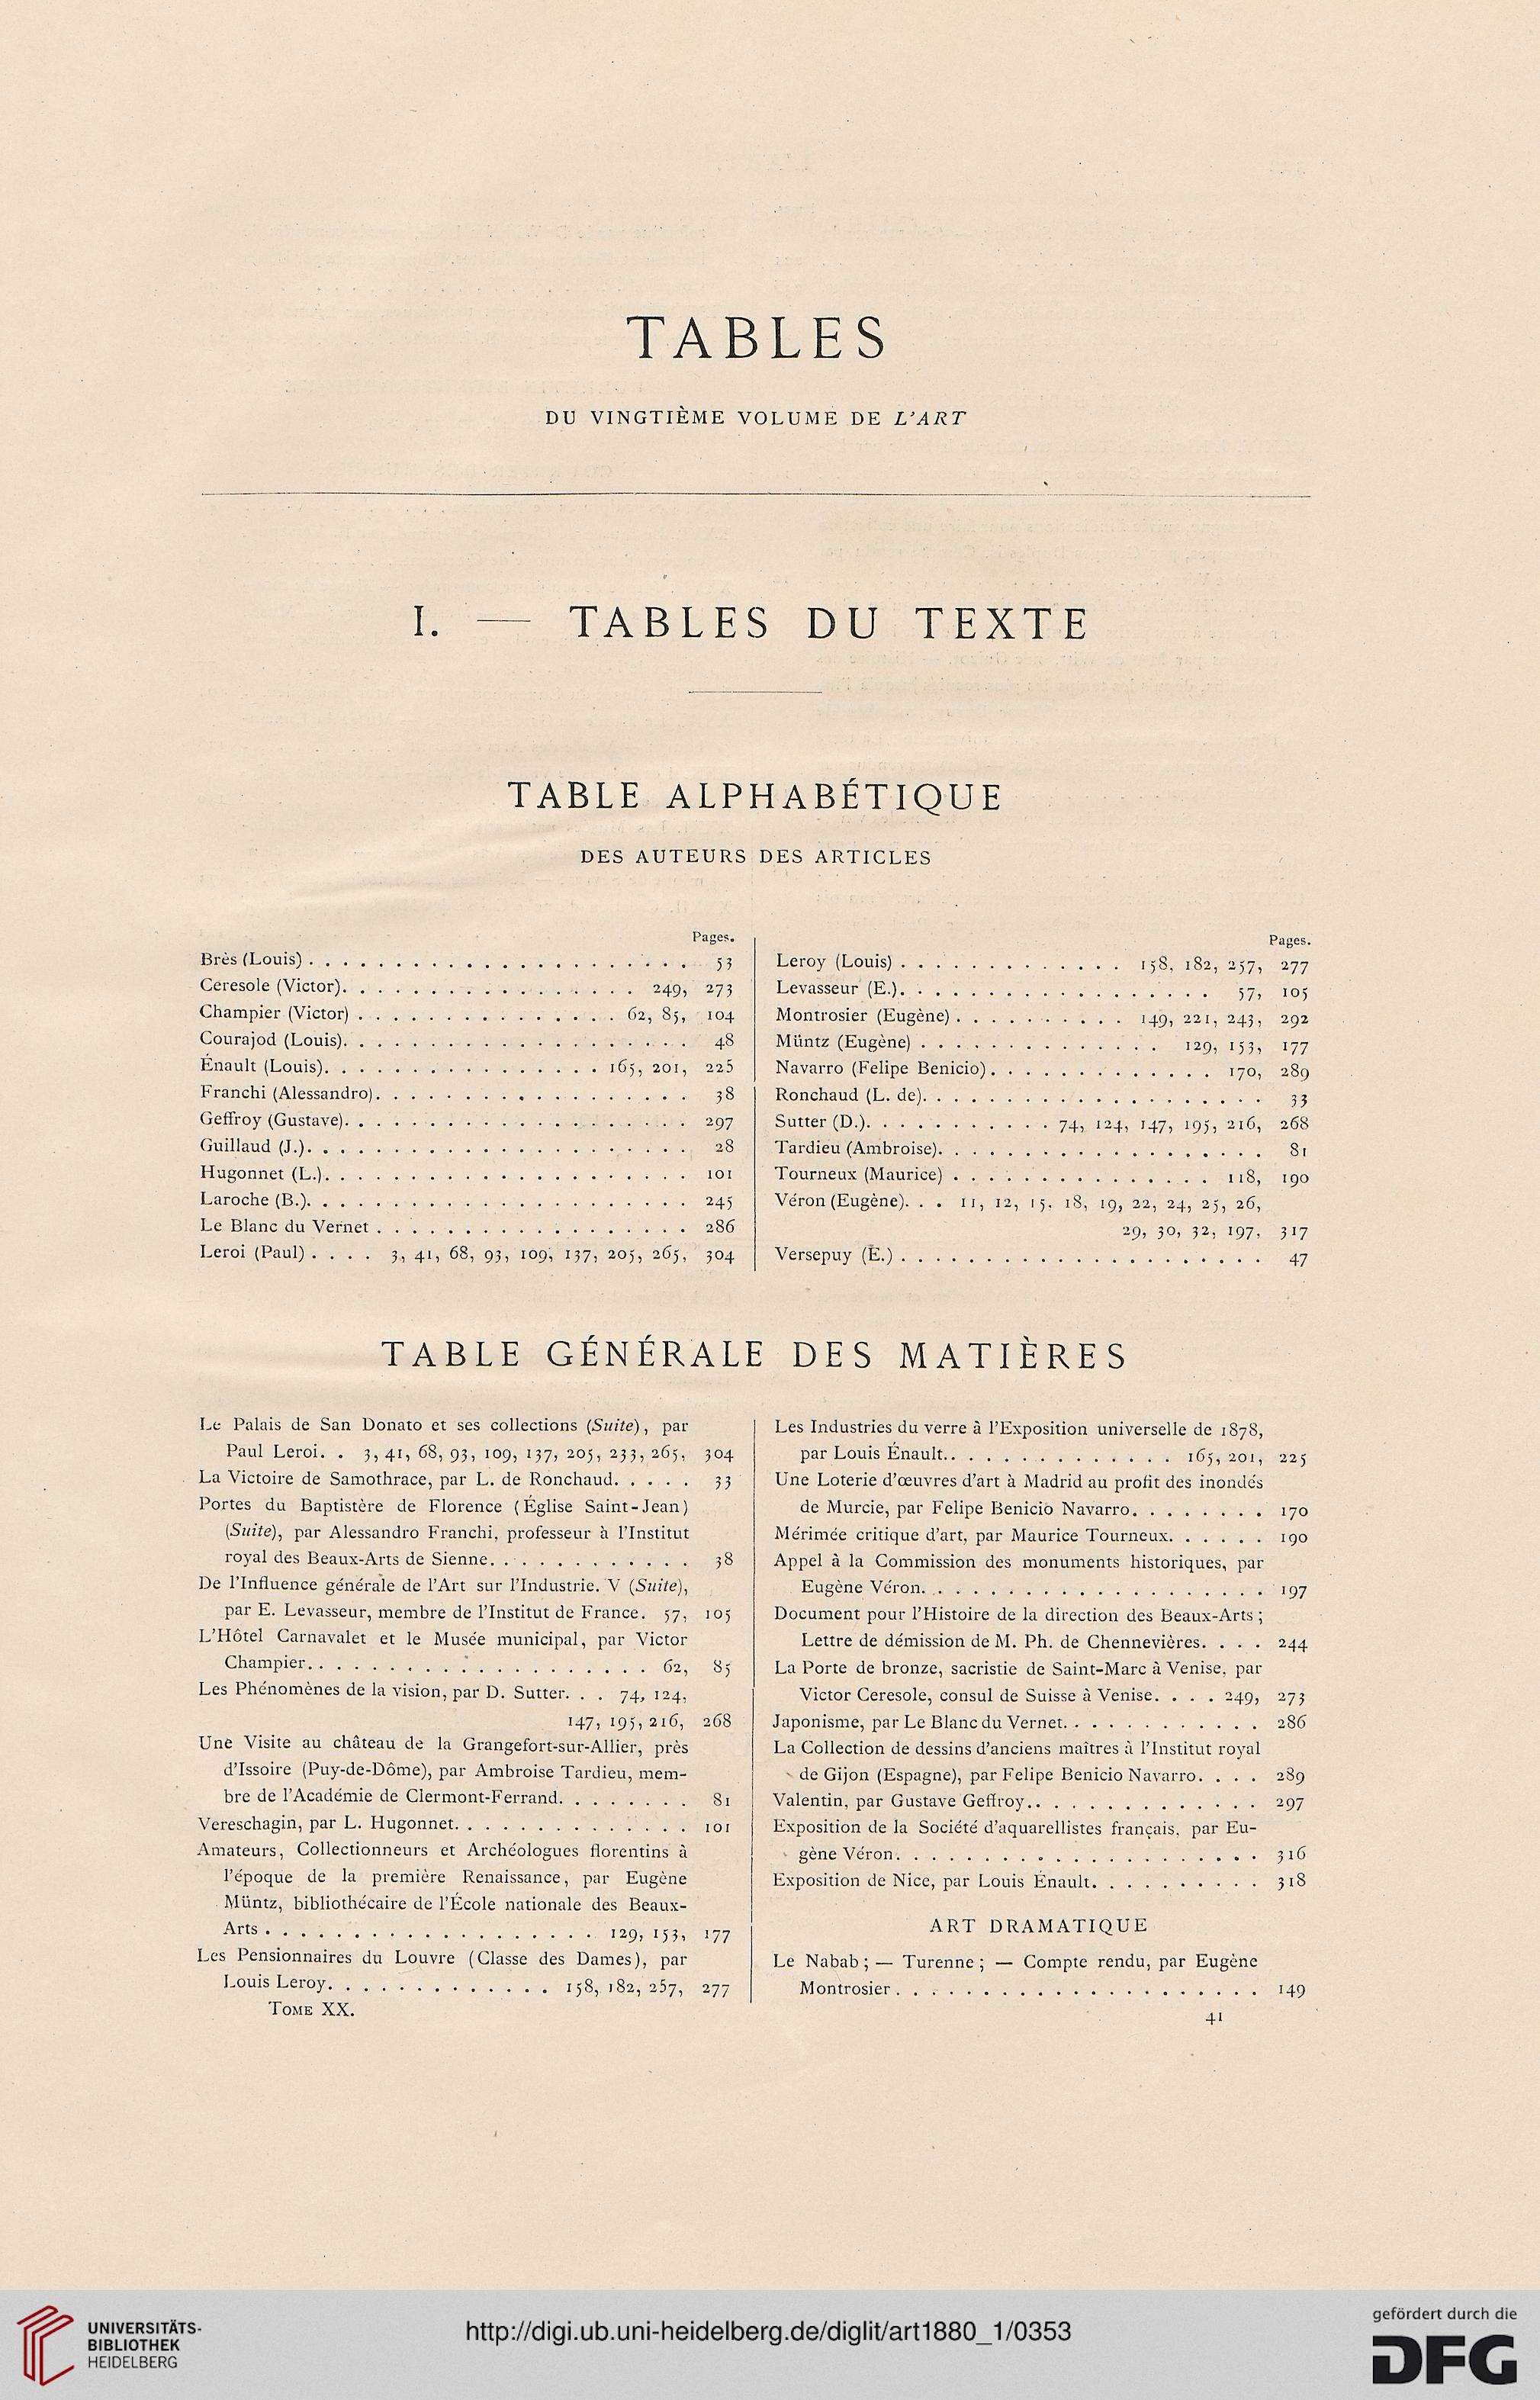 TABLES
DU VINGTIÈME VOLUME DE L'ART
I. — TABLES DU TEXTE
TABLE ALPHABÉTIQUE
DES AUTEURS DES ARTICLES
Pages.
Brès (Louis) . . . . . . . . . . . . . . . . . . . . . . 53
Ceresole (Victor). . . . . . . . . . . . . . . . . . 249, 273
Champier (Victor) . . . . . . . . . . . . . . . 62, 85, 104
Courajod (Louis). . . . . . . . . . . . . . . . . . . . 48
Énault (Louis). . . . . . . . . . . . . . . . 165, 201, 225
Franchi (Alessandro). . . . . . . . . . . . . . . . . . 38
Geffroy (Gustave). . . . . . . . . . . . . . . . . . . . 297
Guillaud (J.). . . . . . . . . . . . . . . . . . . . . . 28
Hugonnet (L.). . . . . . . . . . . . . . . . . . . . . 101
Laroche (B.). . . . . . . . . . . . . . . . . . . . . . 245
Le Blanc du Vernet . . . . . . . . . . . . . . . . . . 286
Leroi (Paul) . . . . 3, 41, 68, 93, 109, 137, 205, 265, 304
Pages.
Leroy (Louis) . . . . . . . . . . . . . 158, 182, 257, 277
Levasseur (E.). . . . . . . . . . . . . . . . . . 57, 105
Montrosier (Eugène) . . . . . . . . . . 149, 221, 243, 292
Müntz (Eugène) . . . . . . . . . . . . . . 129, 153, 177
Navarro (Felipe Benicio). . . . . . . . . . . . . 170, 289
Ronchaud (L. de). . . . . . . . . . . . . . . . . . . . 33
Sutter (D.). . . . . . . . . . . 74, 124, 147, 195, 216, 268
Tardieu (Ambroise). . . . . . . . . . . . . . . . . . . 81
Tourneux (Maurice) . . . . . . . . . . . . . . . 118, 190
Véron (Eugène). . . 11, 12, 15, 18, 19, 22, 24, 25, 26,
29, 30, 32, 197, 317
Versepuy (E.) . . . . . . . . . . . . . . . . . . . . . 47
TABLE GÉNÉRALE DES MATIÈRES
Le Palais de San Donato et ses collections (Suite), par
Paul Leroi. . 3, 41, 68, 93, 109, 137, 205, 233, 265, 304
La Victoire de Samothrace, par L. de Ronchaud. . . . . 33
Portes du Baptistère de Florence (Église Saint-Jean)
(Suite), par Alessandro Franchi, professeur à l'Institut
royal des Beaux-Arts de Sienne. . . . . . . . . . . . 38
De l'Influence générale de l'Art sur l'Industrie. V (Suite),
par E. Levasseur, membre de l'Institut de France. 57, 105
L'Hôtel Carnavalet et le Musée municipal, par Victor
Champier. . . . . . . . . . . . . . . . . . . . 62, 85
Les Phénomènes de la vision, par D. Sutter. . . 74, 124,
147, 195, 216, 268
Une Visite au château de la Grangefort-sur-Allier, près
d'Issoire (Puy-de-Dôme), par Ambroise Tardieu, mem-
bre de l'Académie de Clermont-Ferrand. . . . . . . . 81
Vereschagin, par L. Hugonnet. . . . . . . . . . . . . . 101
Amateurs, Collectionneurs et Archéologues florentins à
l'époque de la première Renaissance, par Eugène
Müntz, bibliothécaire de l'École nationale des Beaux-
Arts . . . . . . . . . . . . . . . . . . . 129, 153, 177
Les Pensionnaires du Louvre (Classe des Dames), par
Louis Leroy. . . . . . . . . . . . . 158, 182, 257, 277
TOME XX.
Les Industries du verre à l'Exposition universelle de 1878,
par Louis Énault.. . . . . . . . . . . . . 165, 201, 225
Une Loterie d'œuvres d'art à Madrid au profit des inondés
de Murcie, par Felipe Benicio Navarro. . . . . . . . 170
Mérimée critique d'art, par Maurice Tourneux. . . . . . 190
Appel à la Commission des monuments historiques, par
Eugène Véron. . . . . . . . . . . . . . . . . . . . 197
Document pour l'Histoire de la direction des Beaux-Arts ;
Lettre de démission de M. Ph. de Chennevières. . . . 244
La Porte de bronze, sacristie de Saint-Marc à Venise, par
Victor Ceresole, consul de Suisse à Venise. . . . 249, 273
Japonisme, par Le Blanc du Vernet. . . . . . . . . . . . 286
La Collection de dessins d'anciens maîtres à l'Institut royal
de Gijon (Espagne), par Felipe Benicio Navarro. . . . 289
Valentin, par Gustave Geffroy.. . . . . . . . . . . . . 297
Exposition de la Société d'aquarellistes français, par Eu-
gène Véron. . . . . . . . . . . . . . . . . . . . . 316
Exposition de Nice, par Louis Énault. . . . . . . . . . 318
ART DRAMATIQUE
Le Nabab ; — Turenne ; — Compte rendu, par Eugène
Montrosier . . . . . . . . . . . . . . . . . . . . . 149
41
UNIVERSITÄTS-
BIBLIOTHEK
HEIDELBERG
http://digi.ub.uni-heidelberg.de/diglit/art1880_1/0353
gefördert durch die
DFG